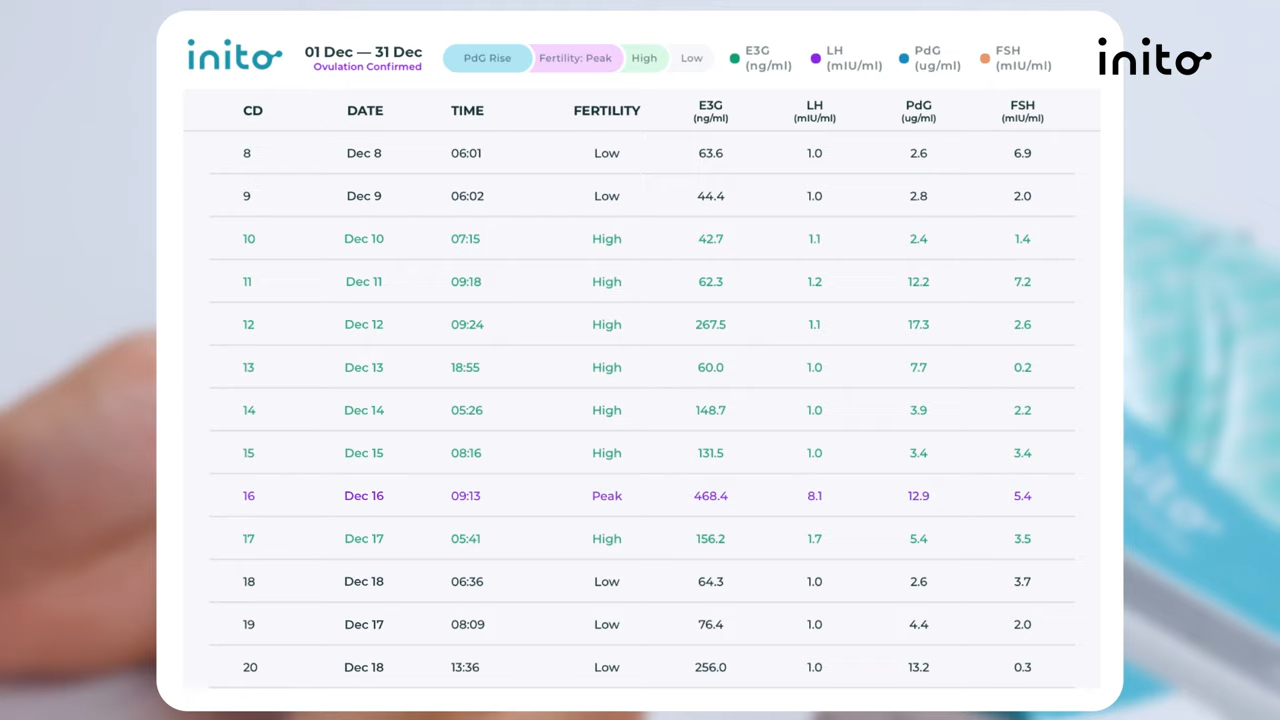 inito
01 Dec — 31 Dec
Ovulation Confirmed
PdG Rise Fertility: Peak High Low
E3G (ng/ml) LH (mIU/ml) PdG (ug/ml) FSH (mIU/ml)
inito
CD DATE TIME FERTILITY E3G (ng/ml) LH (mIU/ml) PdG (ug/ml) FSH (mIU/ml)
8 Dec 8 06:01 Low 63.6 1.0 2.6 6.9
9 Dec 9 06:02 Low 44.4 1.0 2.8 2.0
10 Dec 10 07:15 High 42.7 1.1 2.4 1.4
11 Dec 11 09:18 High 62.3 1.2 12.2 7.2
12 Dec 12 09:24 High 267.5 1.1 17.3 2.6
13 Dec 13 18:55 High 60.0 1.0 7.7 0.2
14 Dec 14 05:26 High 148.7 1.0 3.9 2.2
15 Dec 15 08:16 High 131.5 1.0 3.4 3.4
16 Dec 16 09:13 Peak 468.4 8.1 12.9 5.4
17 Dec 17 05:41 High 156.2 1.7 5.4 3.5
18 Dec 18 06:36 Low 64.3 1.0 2.6 3.7
19 Dec 17 08:09 Low 76.4 1.0 4.4 2.0
20 Dec 18 13:36 Low 256.0 1.0 13.2 0.3